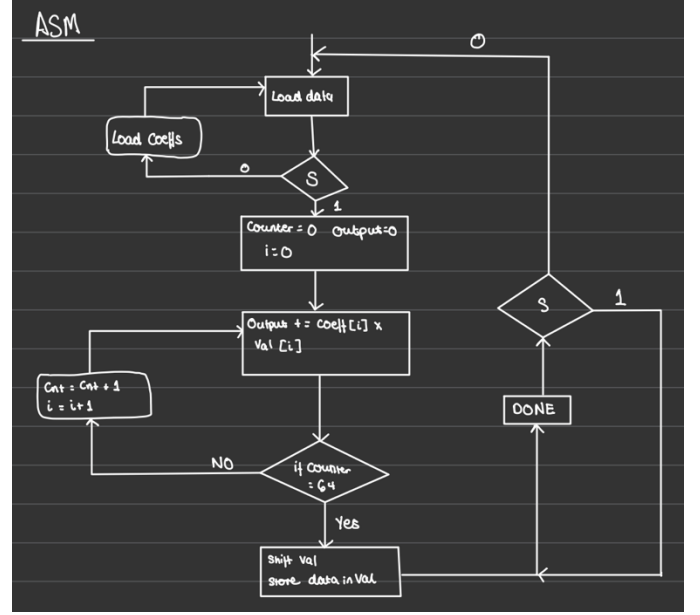 ASM
0
Load data
Load Coeffs
0
S
1
Counter = 0 Output=0
i=0
S
1
Output += Coeff[i] x
Val [i]
Cnt = Cnt + 1
i = i+1
DONE
NO
if Counter
= 64
Yes
Shift Val
Store data in Val